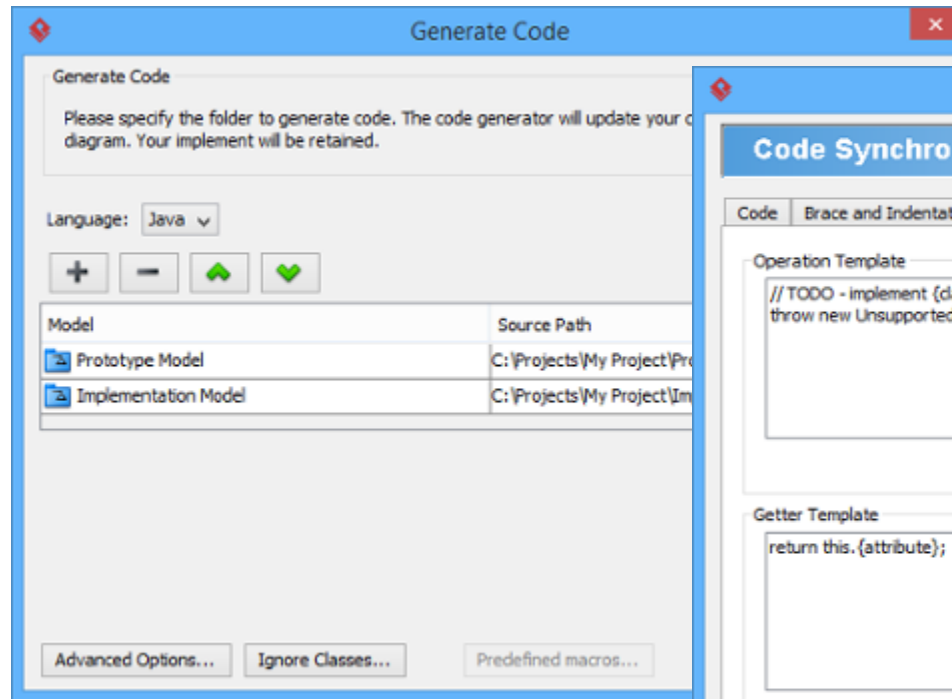 Generate Code
Generate Code
Please specify the folder to generate code. The code generator will update your
diagram. Your implement will be retained.
Language: Java
Model Source Path
Prototype Model C:\Projects\My Project\Pro
Implementation Model C:\Projects\My Project\Im
Advanced Options... Ignore Classes... Predefined macros...
Code Synchro
Code Brace and Indentat
Operation Template
// TODO - implement {cl
throw new Unsupported
Getter Template
return this.{attribute};